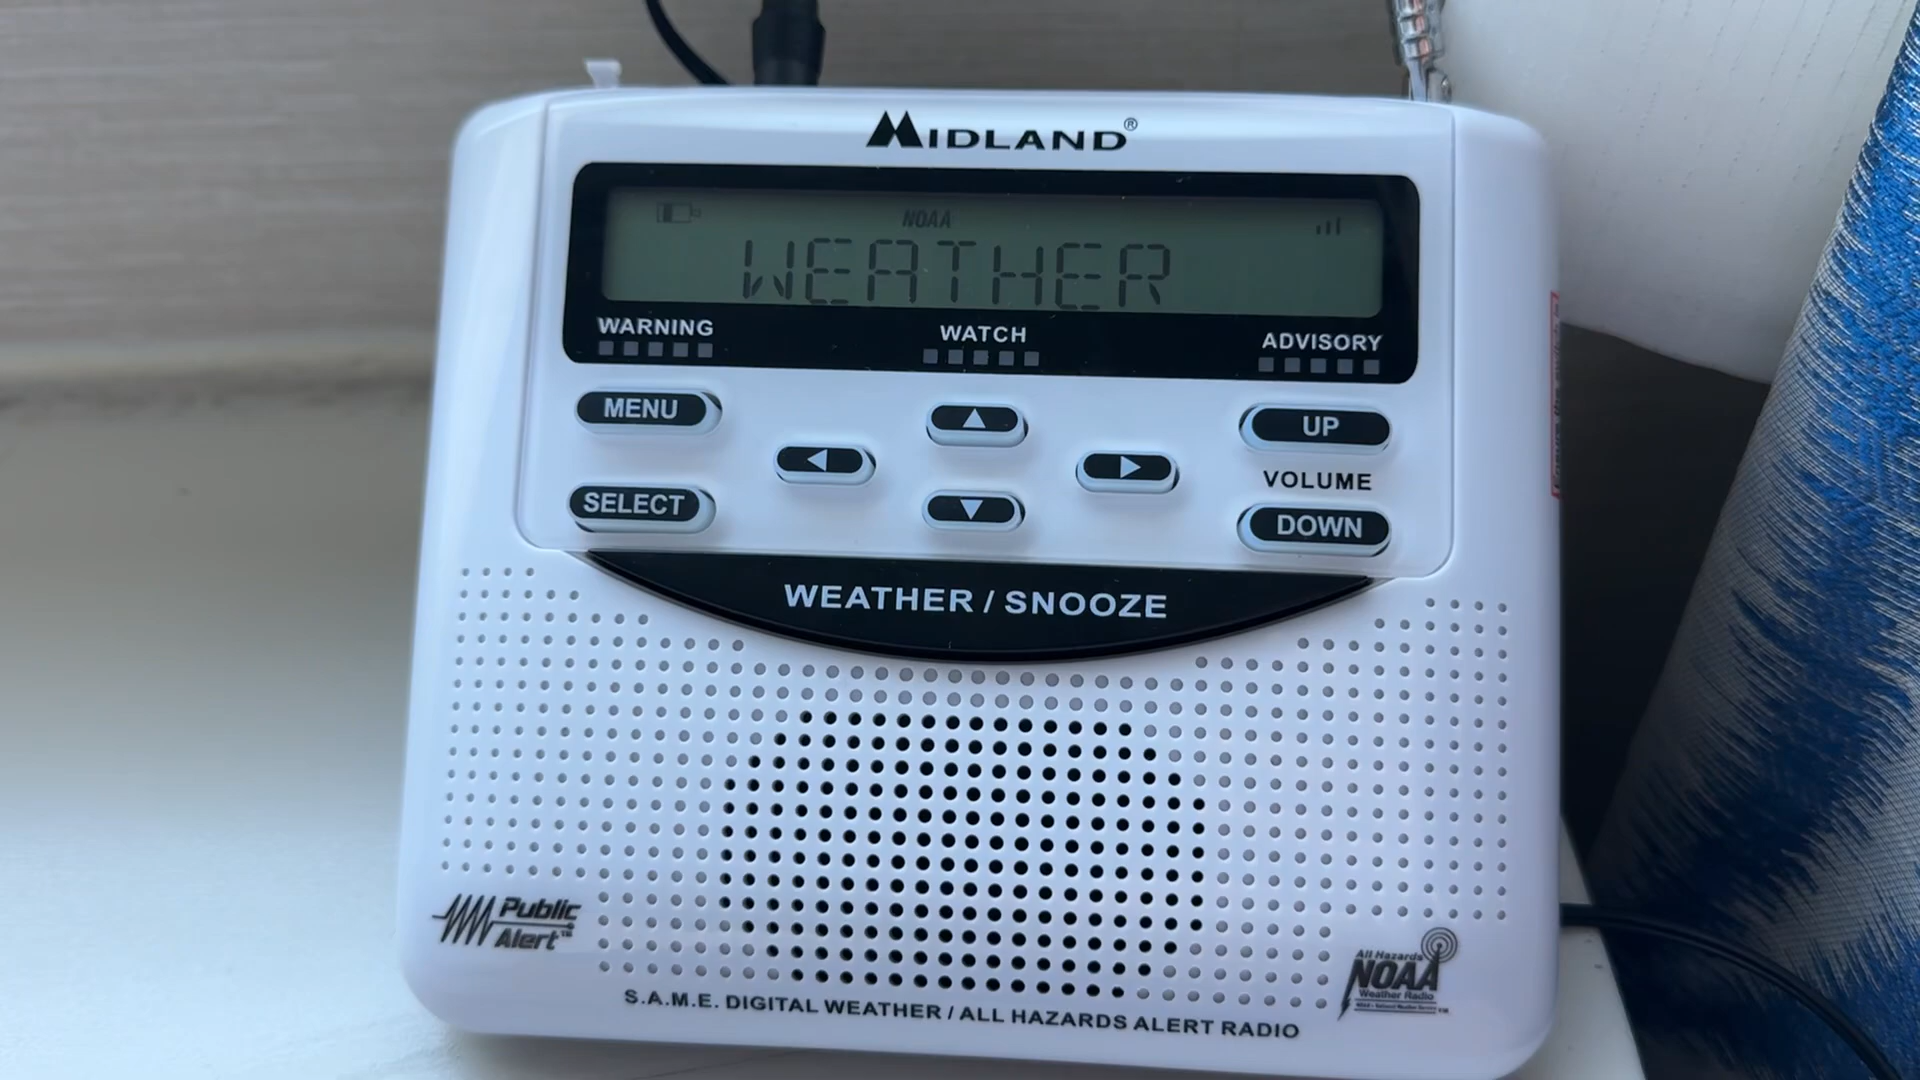 MIDLAND®
NOAA
WEATHER
WARNING
WATCH
ADVISORY
MENU
UP
VOLUME
SELECT
DOWN
WEATHER / SNOOZE
Public
Alert™
All Hazards
NOAA
Weather Radio
S.A.M.E. DIGITAL WEATHER / ALL HAZARDS ALERT RADIO